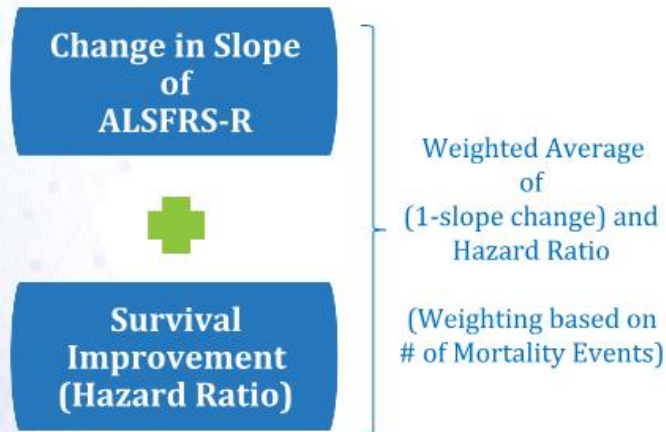 Change in Slope
of
ALSFRS-R
Survival
Improvement
(Hazard Ratio)
Weighted Average
of
(1-slope change) and
Hazard Ratio
(Weighting based on
# of Mortality Events)